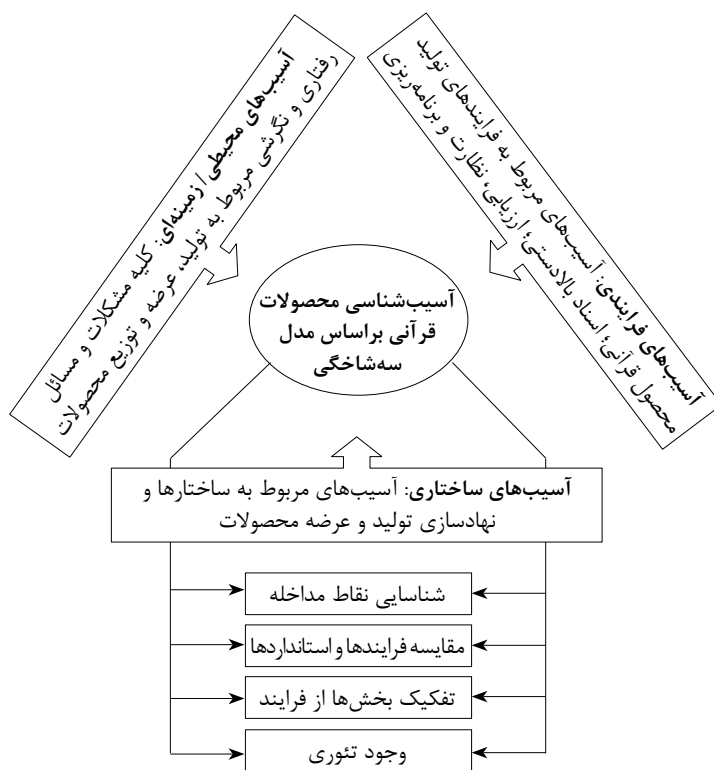 آسیب‌های محیطی / زمینه‌ای: کلیه مشکلات و مسائل
رفتاری و نگرشی مربوط به تولید، عرضه و توزیع محصولات
آسیب‌های فرایندی: آسیب‌های مربوط به فرایندهای تولید
محصول قرآنی؛ اسناد بالادستی؛ ارزیابی، نظارت و برنامه‌ریزی
آسیب‌شناسی محصولات
قرآنی براساس مدل
سه‌شاخگی
آسیب‌های ساختاری: آسیب‌های مربوط به ساختارها و
نهادسازی تولید و عرضه محصولات
شناسایی نقاط مداخله
مقایسه فرایندها و استانداردها
تفکیک بخش‌ها از فرایند
وجود تئوری